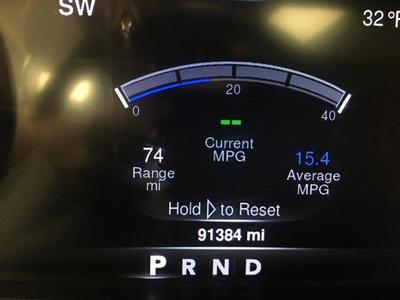 SW
32 °F
0 20 40
--
Current
MPG
74
Range
mi
15.4
Average
MPG
Hold ▷ to Reset
91384 mi
P R N D